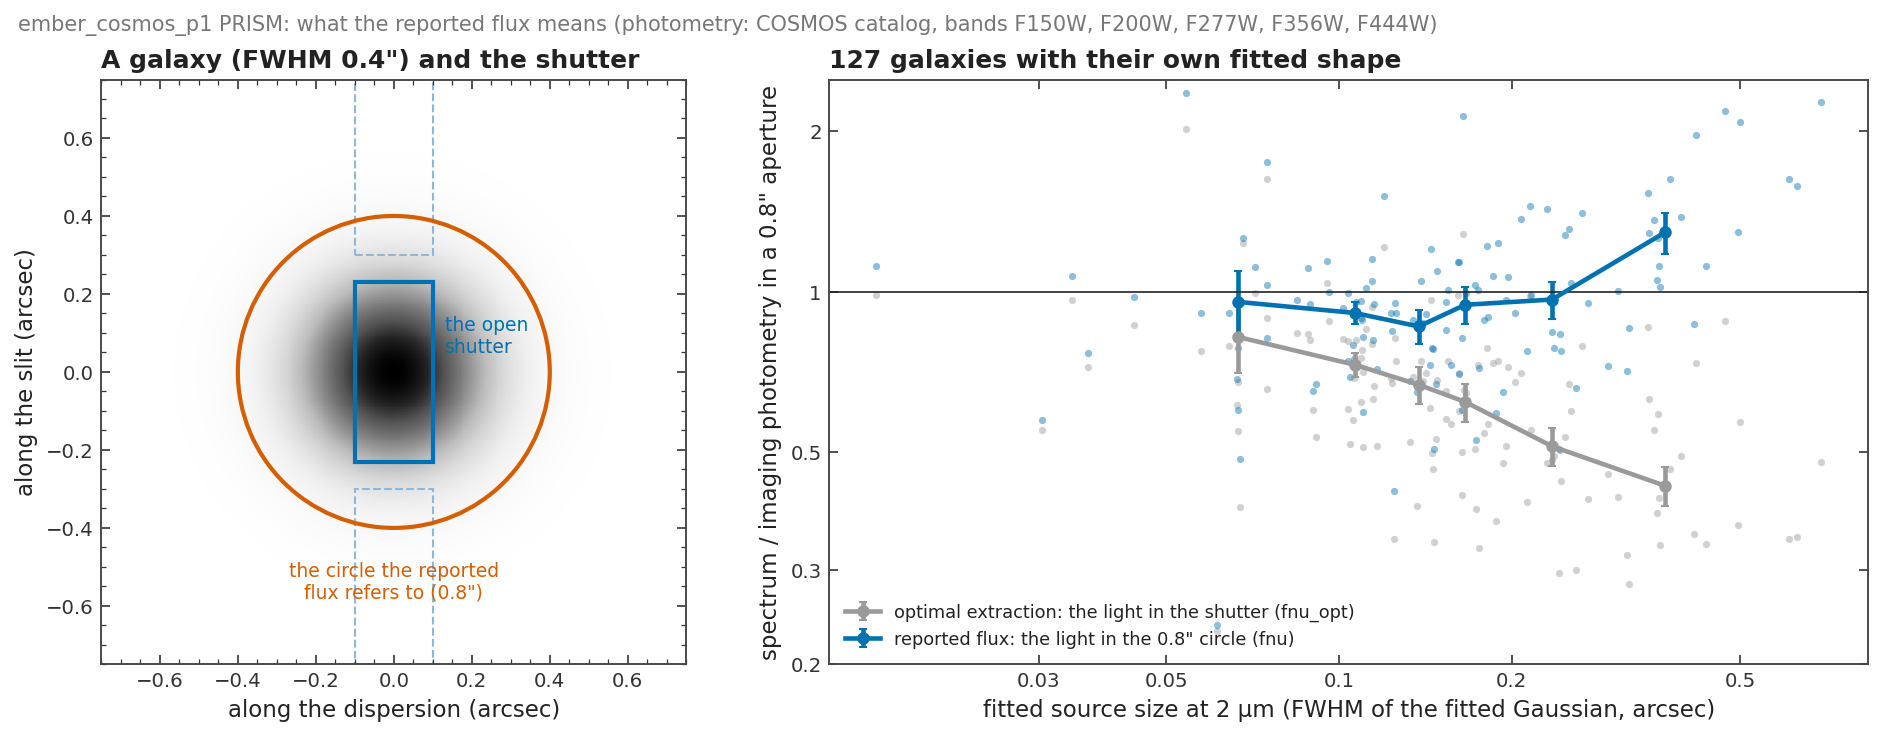 ember_cosmos_p1 PRISM: what the reported flux means (photometry: COSMOS catalog, bands F150W, F200W, F277W, F356W, F444W)
A galaxy (FWHM 0.4") and the shutter
along the slit (arcsec)
0.6
0.4
0.2
0.0
−0.2
−0.4
−0.6
the open
shutter
the circle the reported
flux refers to (0.8")
−0.6
−0.4
−0.2
0.0
0.2
0.4
0.6
along the dispersion (arcsec)
127 galaxies with their own fitted shape
spectrum / imaging photometry in a 0.8" aperture
2
1
0.5
0.3
0.2
optimal extraction: the light in the shutter (fnu_opt)
reported flux: the light in the 0.8" circle (fnu)
0.03
0.05
0.1
0.2
0.5
fitted source size at 2 μm (FWHM of the fitted Gaussian, arcsec)